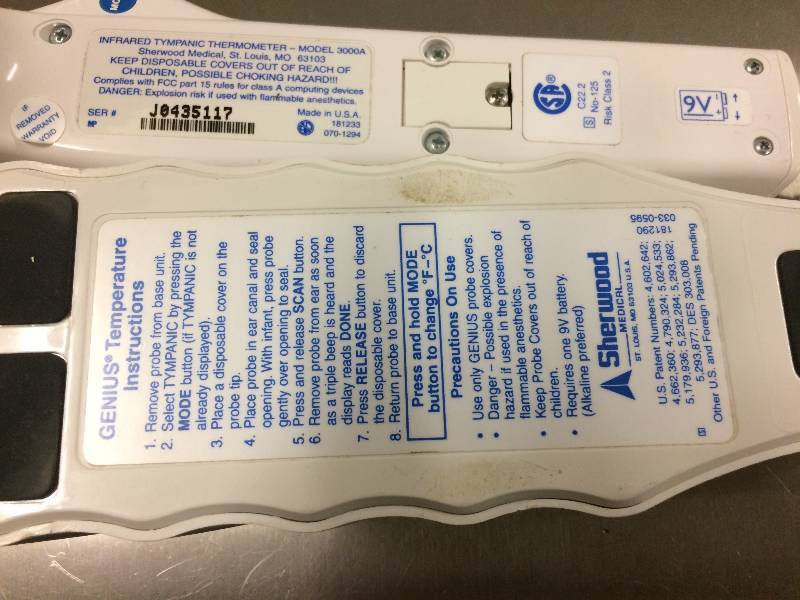 MO
INFRARED TYMPANIC THERMOMETER – MODEL 3000A
Sherwood Medical, St. Louis, MO 63103
KEEP DISPOSABLE COVERS OUT OF REACH OF
CHILDREN, POSSIBLE CHOKING HAZARD!!!
Complies with FCC part 15 rules for class A computing devices
DANGER: Explosion risk if used with flammable anesthetics.
SER # J0435117
MP
Made in U.S.A.
181233
070-1294
IF
REMOVED
WARRANTY
VOID
C22.2
No-125
Risk Class 2
9V
GENIUS® Temperature
Instructions
1. Remove probe from base unit.
2. Select TYMPANIC by pressing the
MODE button (if TYMPANIC is not
already displayed).
3. Place a disposable cover on the
probe tip.
4. Place probe in ear canal and seal
opening. With infant, press probe
gently over opening to seal.
5. Press and release SCAN button.
6. Remove probe from ear as soon
as a triple beep is heard and the
display reads DONE.
7. Press RELEASE button to discard
the disposable cover.
8. Return probe to base unit.
Press and hold MODE
button to change °F–°C
Precautions On Use
• Use only GENIUS probe covers.
• Danger – Possible explosion
hazard if used in the presence of
flammable anesthetics.
• Keep Probe Covers out of reach of
children.
• Requires one 9V battery.
(Alkaline preferred)
Sherwood
MEDICAL
ST. LOUIS, MO 63103 U.S.A.
181290
033-0595
U.S. Patent Numbers: 4,602,642;
4,662,360; 4,790,324; 5,024,533;
5,179,936; 5,232,284; 5,293,862;
5,293,877; DES 303,008
Other U.S. and Foreign Patents Pending